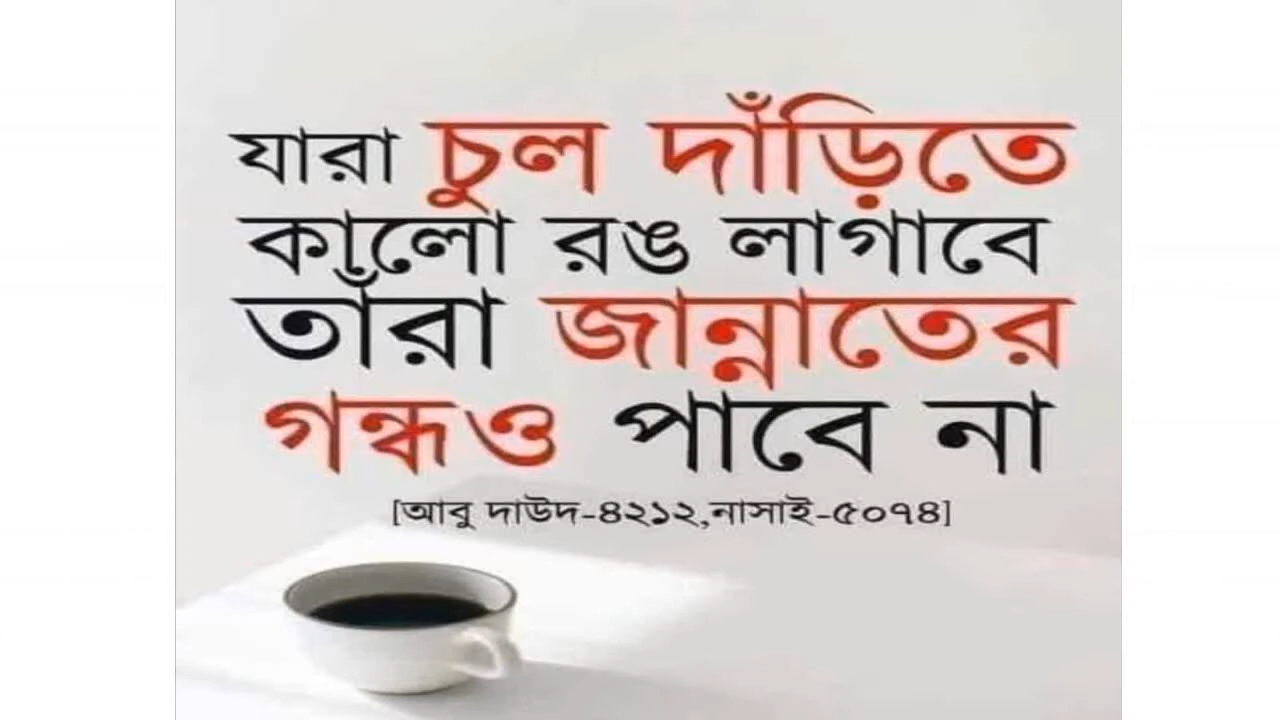 যারা চুল দাঁড়িতে
কালো রঙ লাগাবে
তাঁরা জান্নাতের
গন্ধও পাবে না
[আবু দাউদ-৪২১২,নাসাই-৫০৭৪]